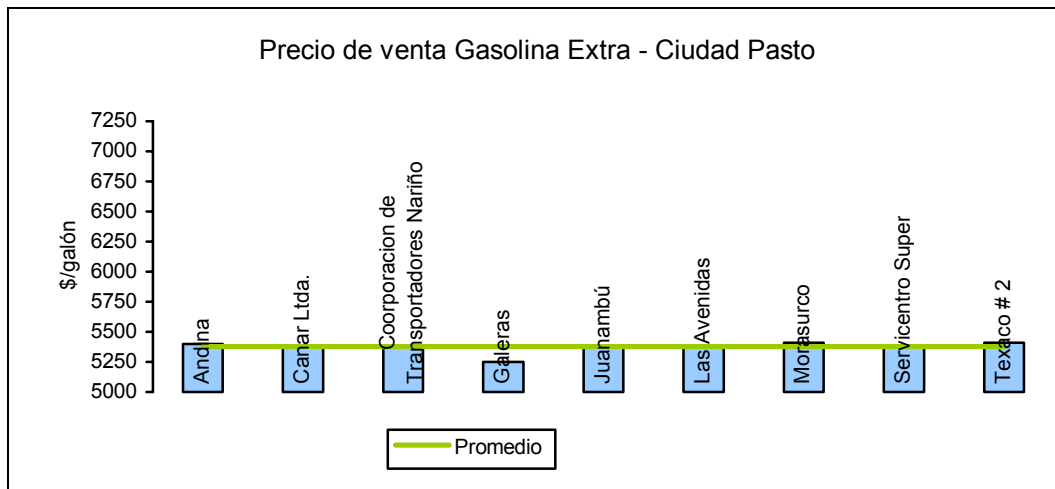 Precio de venta Gasolina Extra - Ciudad Pasto
$/galón
7250
7000
6750
6500
6250
6000
5750
5500
5250
5000
Andina
Canar Ltda.
Coorporacion de
Transportadores Nariño
Galeras
Juanambú
Las Avenidas
Morasurco
Servicentro Super
Texaco # 2
Promedio